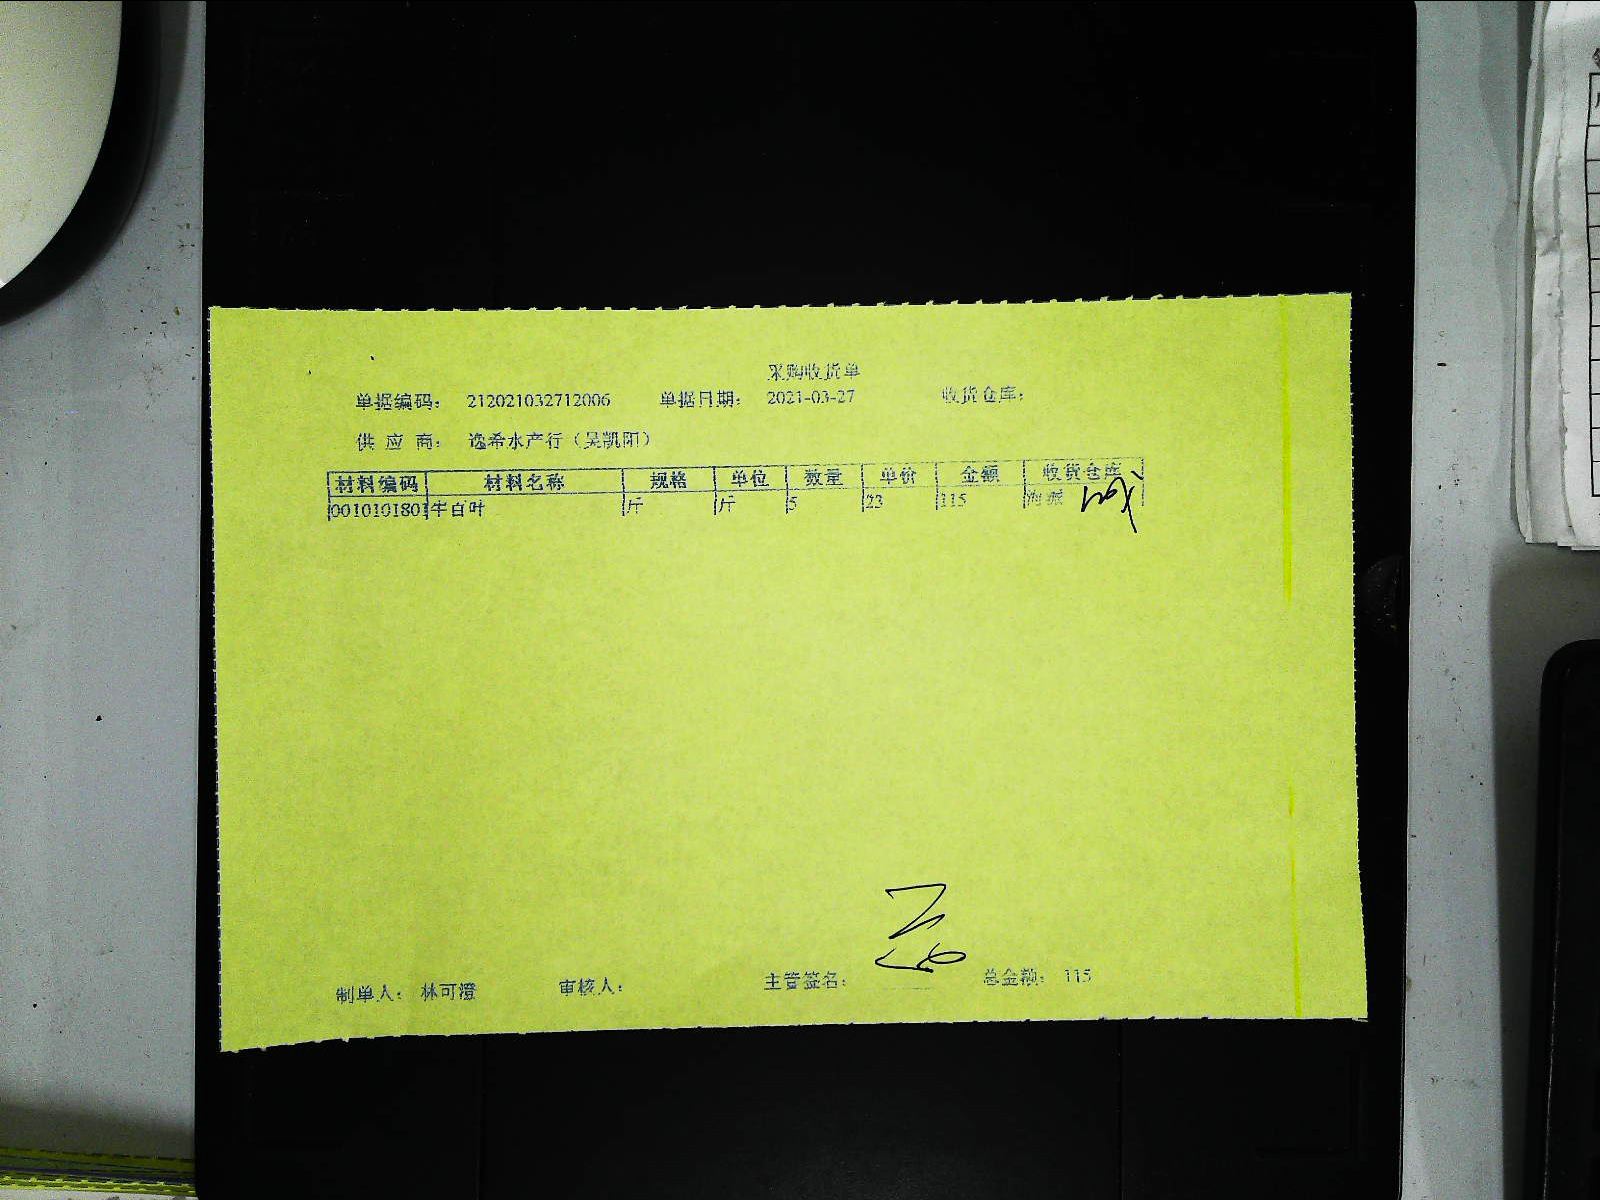 采购收货单
单据编码： 212021032712006 单据日期： 2021-03-27 收货仓库：
供 应 商： 逸希水产行（吴凯阳）
材料编码 材料名称 规格 单位 数量 单价 金额 收货仓库
0010101801 牛百叶 斤 斤 5 23 115 海派
制单人： 林可澄 审核人： 主管签名： 总金额： 115